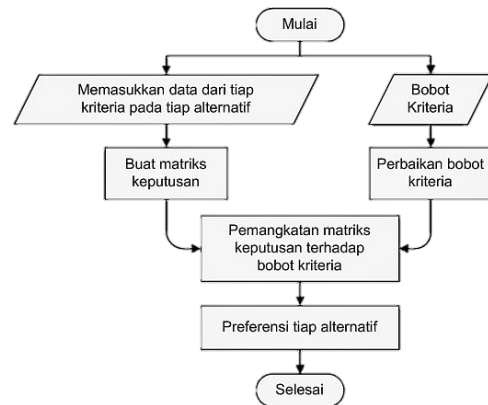 Mulai
Memasukkan data dari tiap
kriteria pada tiap alternatif
Bobot
Kriteria
Buat matriks
keputusan
Perbaikan bobot
kriteria
Pemangkatan matriks
keputusan terhadap
bobot kriteria
Preferensi tiap alternatif
Selesai